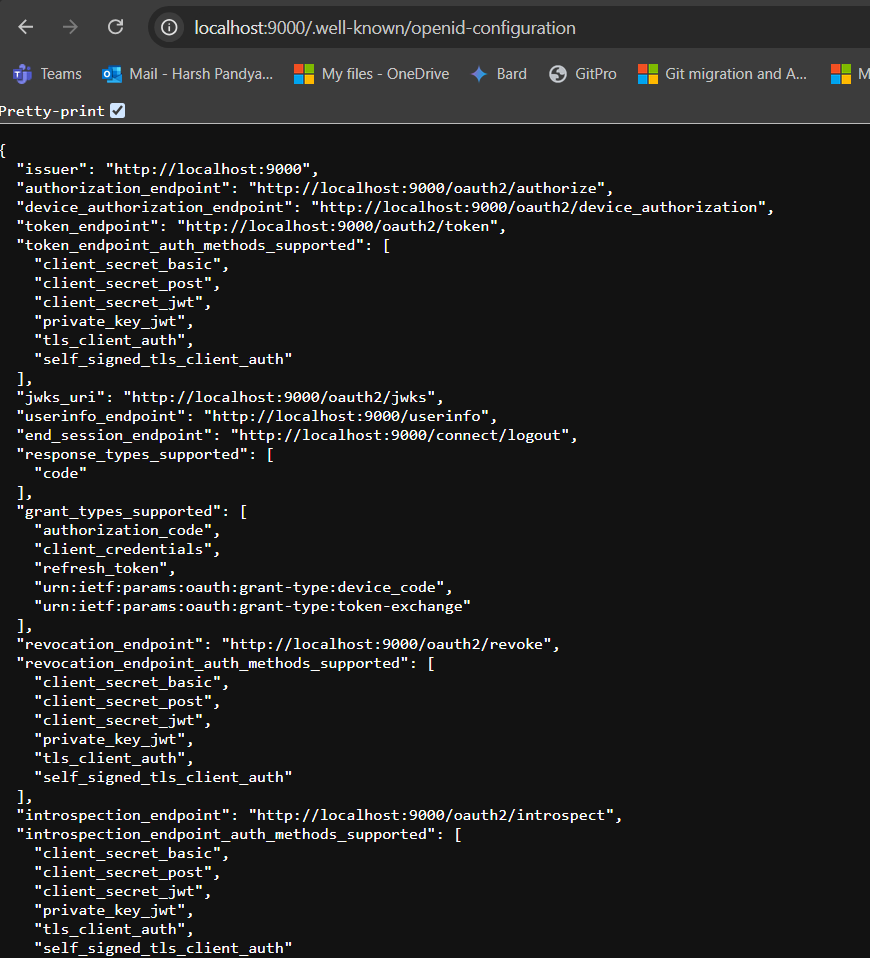 localhost:9000/.well-known/openid-configuration
Teams Mail - Harsh Pandya... My files - OneDrive Bard GitPro Git migration and A... M
Pretty-print
{
  "issuer": "http://localhost:9000",
  "authorization_endpoint": "http://localhost:9000/oauth2/authorize",
  "device_authorization_endpoint": "http://localhost:9000/oauth2/device_authorization",
  "token_endpoint": "http://localhost:9000/oauth2/token",
  "token_endpoint_auth_methods_supported": [
    "client_secret_basic",
    "client_secret_post",
    "client_secret_jwt",
    "private_key_jwt",
    "tls_client_auth",
    "self_signed_tls_client_auth"
  ],
  "jwks_uri": "http://localhost:9000/oauth2/jwks",
  "userinfo_endpoint": "http://localhost:9000/userinfo",
  "end_session_endpoint": "http://localhost:9000/connect/logout",
  "response_types_supported": [
    "code"
  ],
  "grant_types_supported": [
    "authorization_code",
    "client_credentials",
    "refresh_token",
    "urn:ietf:params:oauth:grant-type:device_code",
    "urn:ietf:params:oauth:grant-type:token-exchange"
  ],
  "revocation_endpoint": "http://localhost:9000/oauth2/revoke",
  "revocation_endpoint_auth_methods_supported": [
    "client_secret_basic",
    "client_secret_post",
    "client_secret_jwt",
    "private_key_jwt",
    "tls_client_auth",
    "self_signed_tls_client_auth"
  ],
  "introspection_endpoint": "http://localhost:9000/oauth2/introspect",
  "introspection_endpoint_auth_methods_supported": [
    "client_secret_basic",
    "client_secret_post",
    "client_secret_jwt",
    "private_key_jwt",
    "tls_client_auth",
    "self_signed_tls_client_auth"